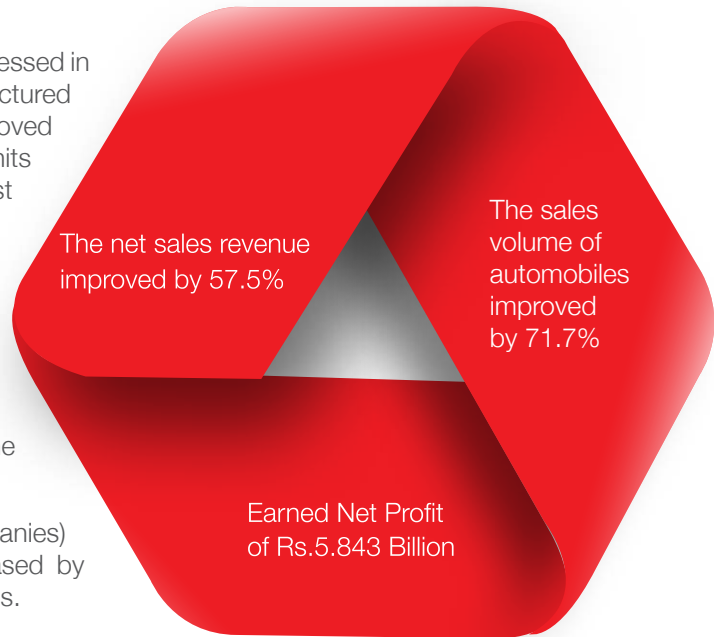 The net sales revenue
improved by 57.5%
The sales
volume of
automobiles
improved
by 71.7%
Earned Net Profit
of Rs.5.843 Billion